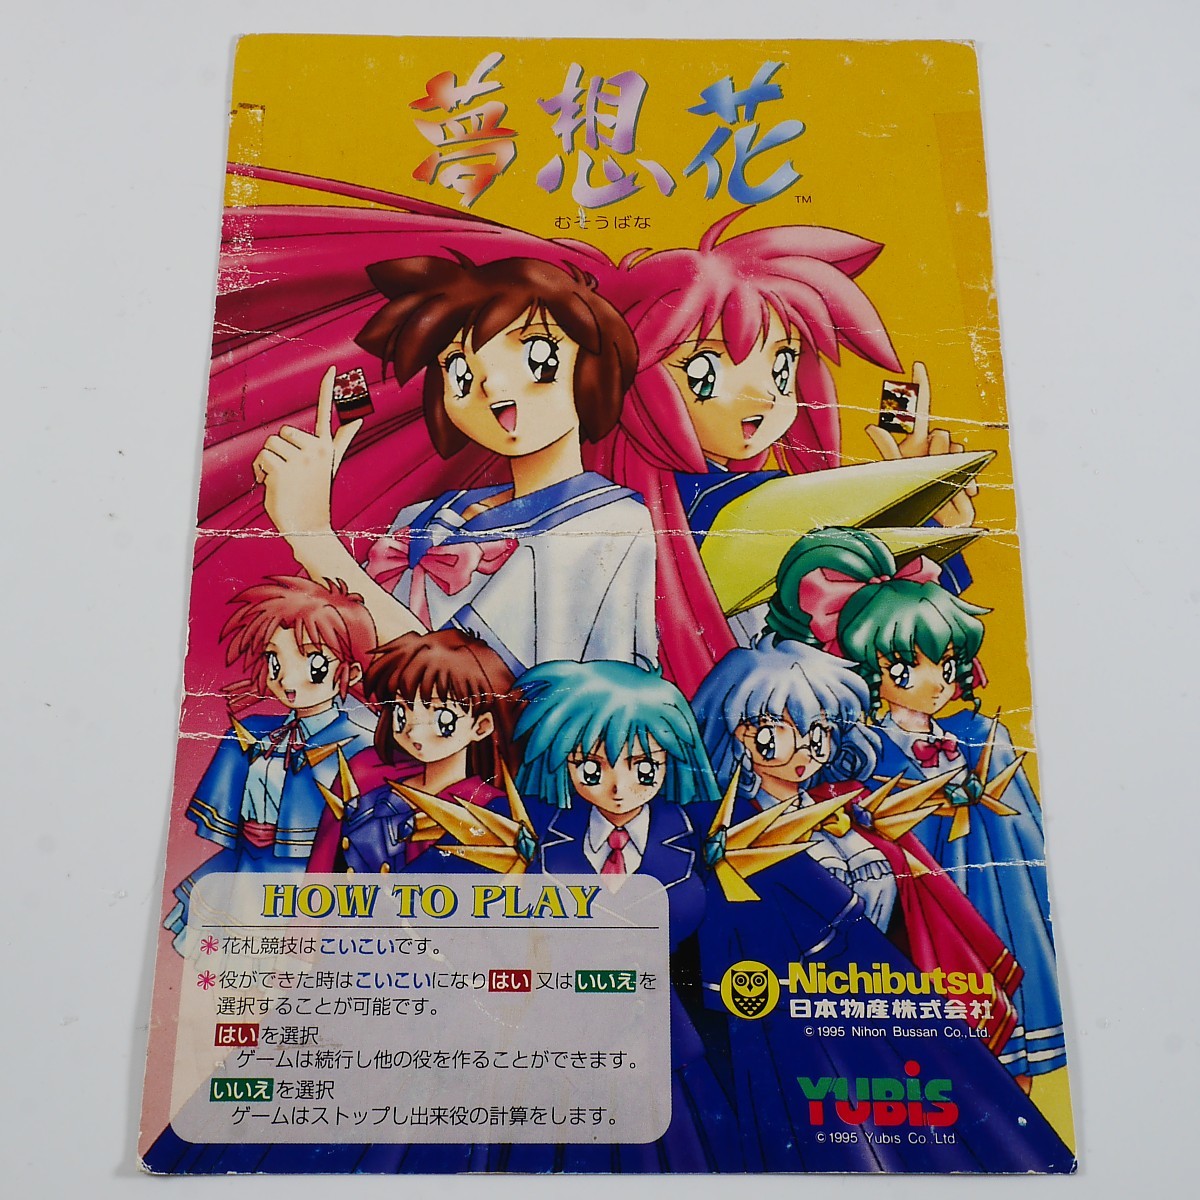 夢想花
TM
むそうばな
HOW TO PLAY
花札競技はこいこいです。
役ができた時はこいこいになりはい又はいいえを
選択することが可能です。
はいを選択
ゲームは続行し他の役を作ることができます。
いいえを選択
ゲームはストップし出来役の計算をします。
Nichibutsu
日本物産株式会社
© 1995 Nihon Bussan Co.,Ltd.
YUBiS
© 1995 Yubis Co.,Ltd.